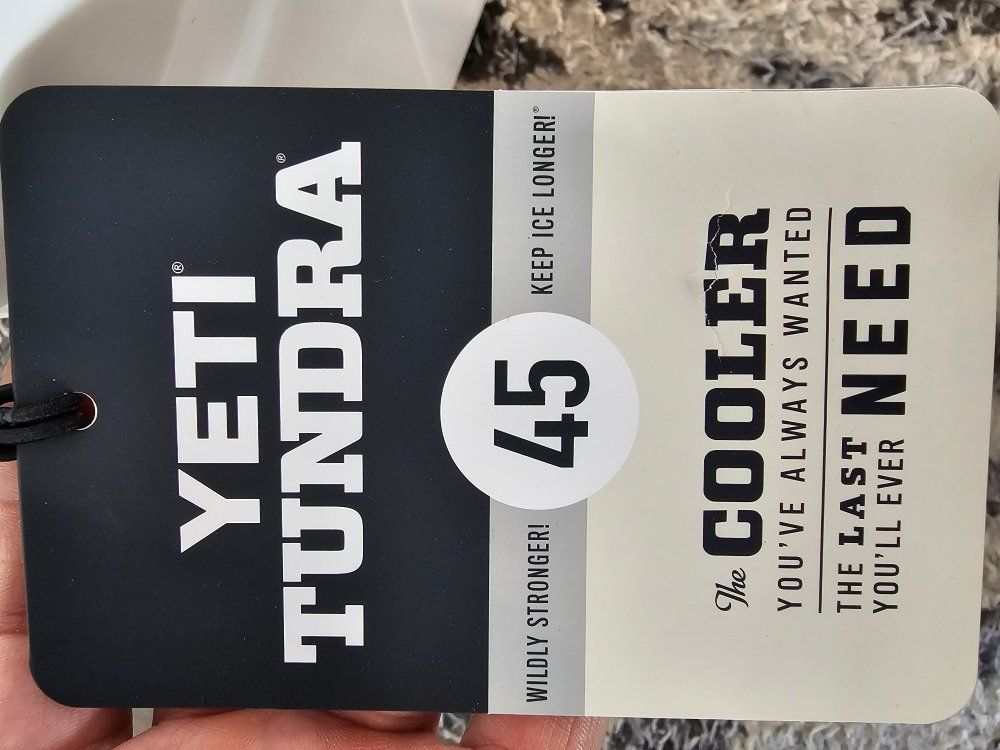 YETI®
TUNDRA®
WILDLY STRONGER! 45 KEEP ICE LONGER!®
The COOLER
YOU'VE ALWAYS WANTED
THE LAST
YOU'LL EVER NEED